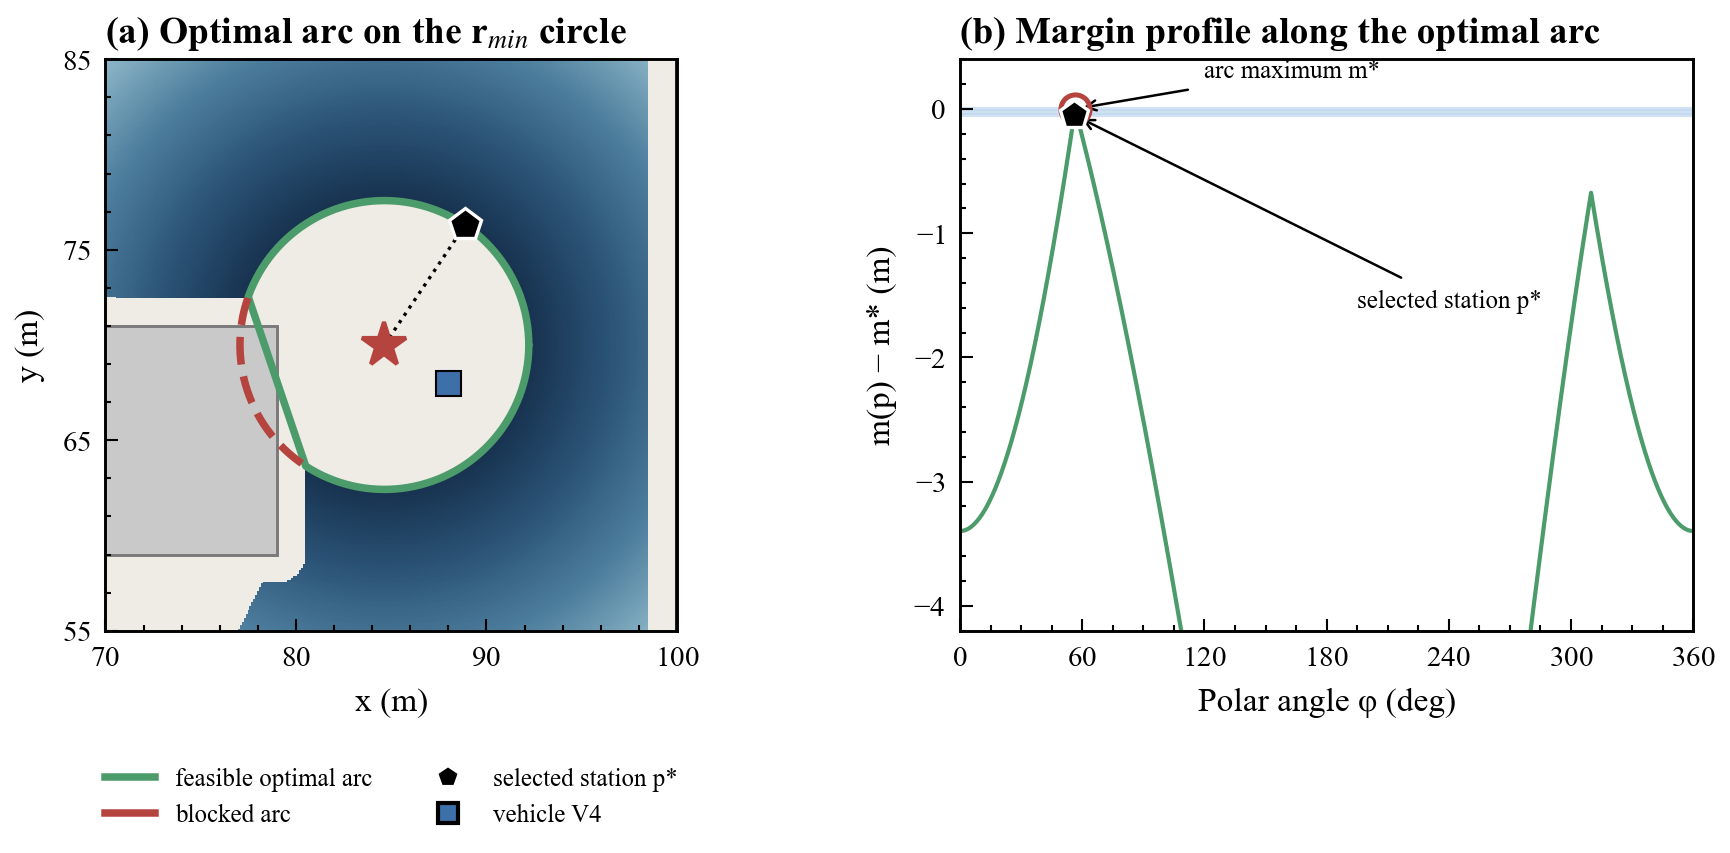 (a) Optimal arc on the r_min circle
85
75
65
55
y (m)
70 80 90 100
x (m)
feasible optimal arc
blocked arc
selected station p*
vehicle V4
(b) Margin profile along the optimal arc
arc maximum m*
selected station p*
0
−1
−2
−3
−4
m(p) − m* (m)
0 60 120 180 240 300 360
Polar angle φ (deg)